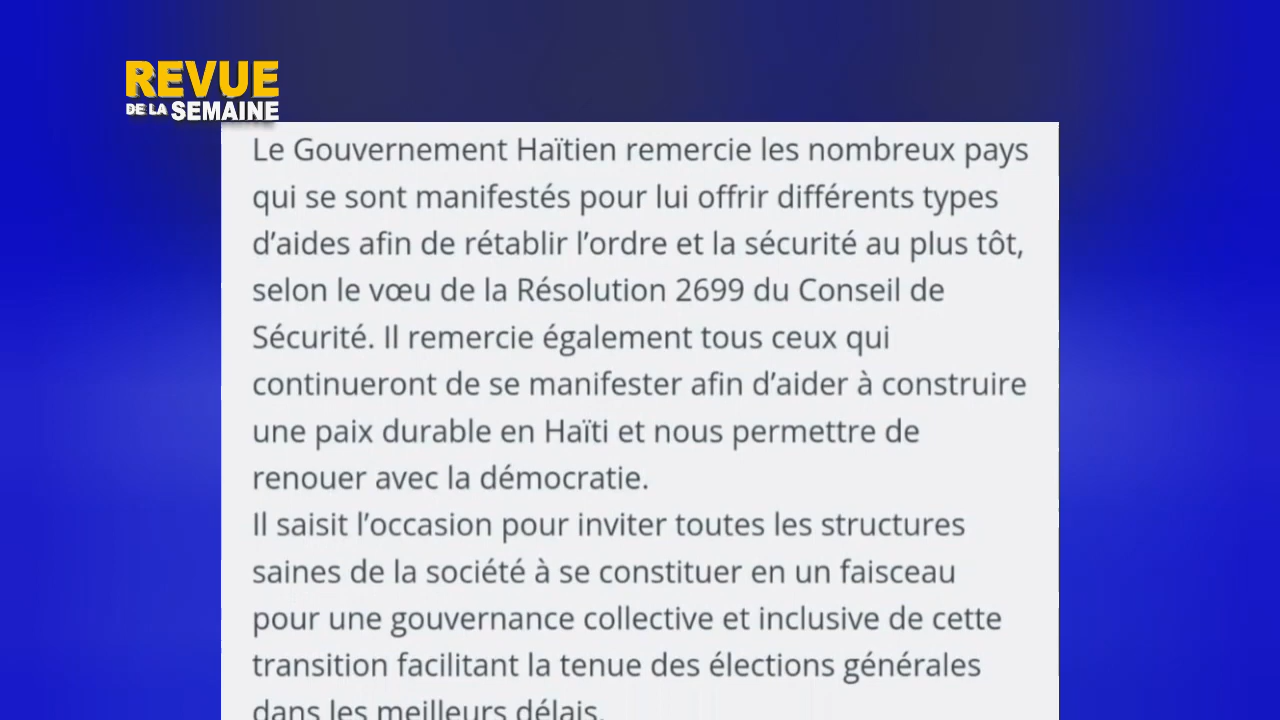 REVUE
DE LA SEMAINE
Le Gouvernement Haïtien remercie les nombreux pays
qui se sont manifestés pour lui offrir différents types
d’aides afin de rétablir l’ordre et la sécurité au plus tôt,
selon le vœu de la Résolution 2699 du Conseil de
Sécurité. Il remercie également tous ceux qui
continueront de se manifester afin d’aider à construire
une paix durable en Haïti et nous permettre de
renouer avec la démocratie.
Il saisit l’occasion pour inviter toutes les structures
saines de la société à se constituer en un faisceau
pour une gouvernance collective et inclusive de cette
transition facilitant la tenue des élections générales
dans les meilleurs délais.